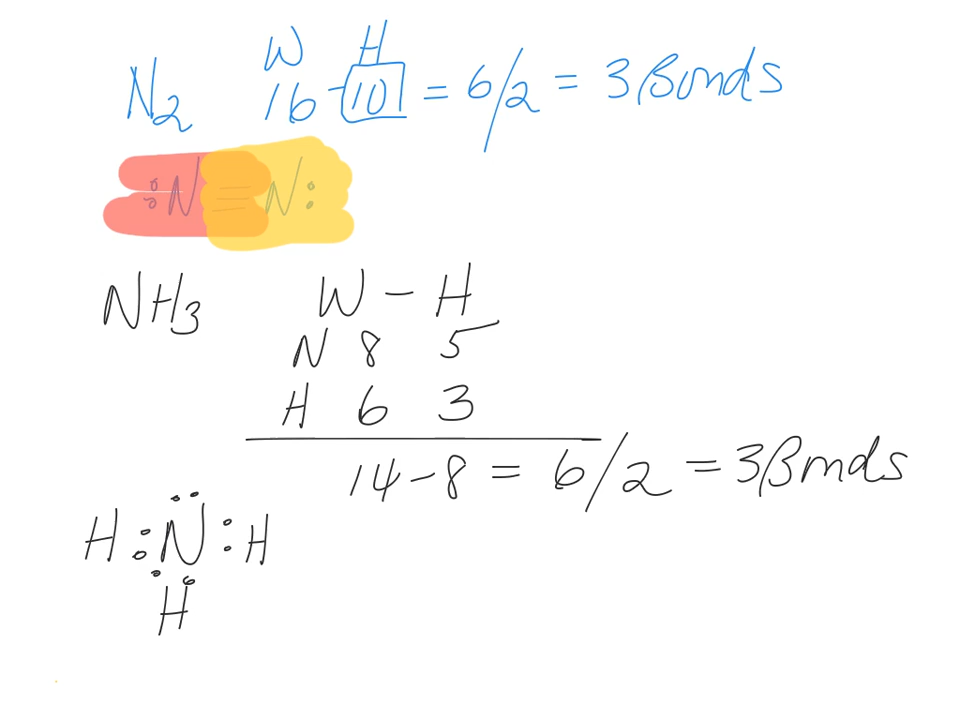 W H
N2 16 - 10 = 6/2 = 3 Bonds
:N≡N:
NH3 W - H
N 8 5
H 6 3
14 - 8 = 6/2 = 3 Bonds
..
H:N:H
..
H